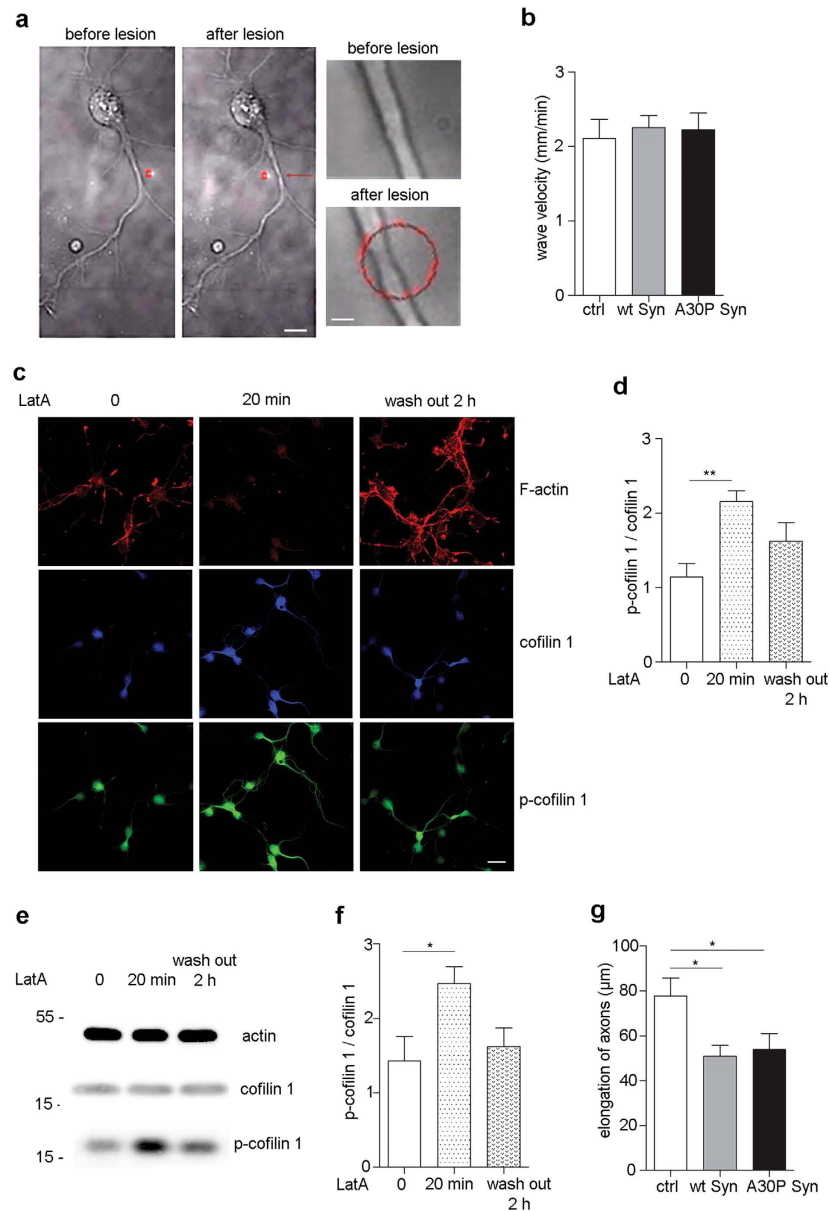 a
before lesion
after lesion
before lesion
after lesion
b
wave velocity (mm/min)
3
2
1
0
ctrl wt Syn A30P Syn
c
LatA 0 20 min wash out 2 h
F-actin
cofilin 1
p-cofilin 1
d
p-cofilin 1 / cofilin 1
3
2
1
0
LatA 0 20 min wash out
2 h
e
wash out
LatA 0 20 min 2 h
55 -
actin
cofilin 1
15 -
p-cofilin 1
15 -
f
p-cofilin 1 / cofilin 1
3
2
1
0
*
LatA 0 20 min wash out
2 h
**
g
elongation of axons (µm)
100
80
60
40
20
0
*
*
ctrl wt Syn A30P Syn